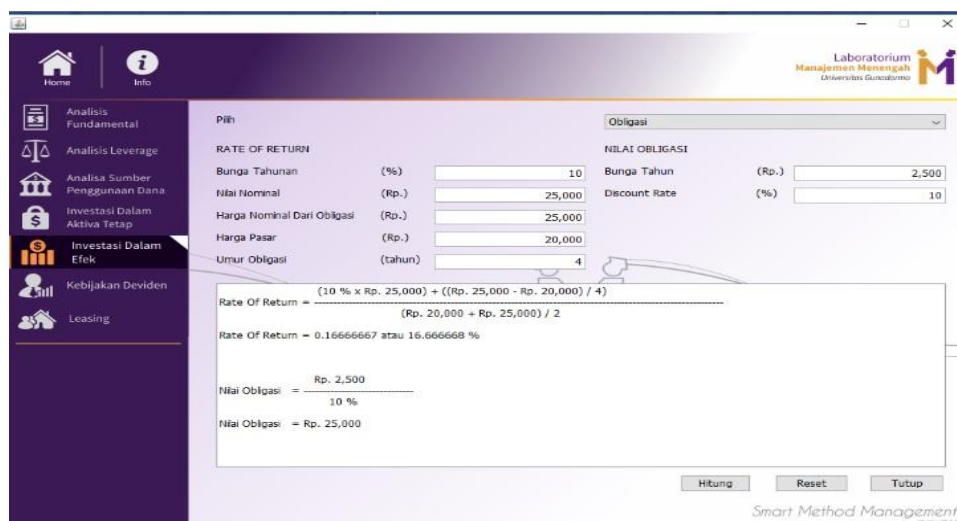 Home
Info
Laboratorium
Manajemen Menengah
Universitas Gunadarma
Analisis
Fundamental
Analisis Leverage
Analisa Sumber
Penggunaan Dana
Investasi Dalam
Aktiva Tetap
Investasi Dalam
Efek
Kebijakan Deviden
Leasing
Pilih Obligasi
RATE OF RETURN NILAI OBLIGASI
Bunga Tahunan (%) 10 Bunga Tahun (Rp.) 2,500
Nilai Nominal (Rp.) 25,000 Discount Rate (%) 10
Harga Nominal Dari Obligasi (Rp.) 25,000
Harga Pasar (Rp.) 20,000
Umur Obligasi (tahun) 4
(10 % x Rp. 25,000) + ((Rp. 25,000 - Rp. 20,000) / 4)
Rate Of Return = ----------------------------------------
(Rp. 20,000 + Rp. 25,000) / 2
Rate Of Return = 0.16666667 atau 16.666668 %
Rp. 2,500
Nilai Obligasi = ------------------------------
10 %
Nilai Obligasi = Rp. 25,000
Hitung Reset Tutup
Smart Method Management